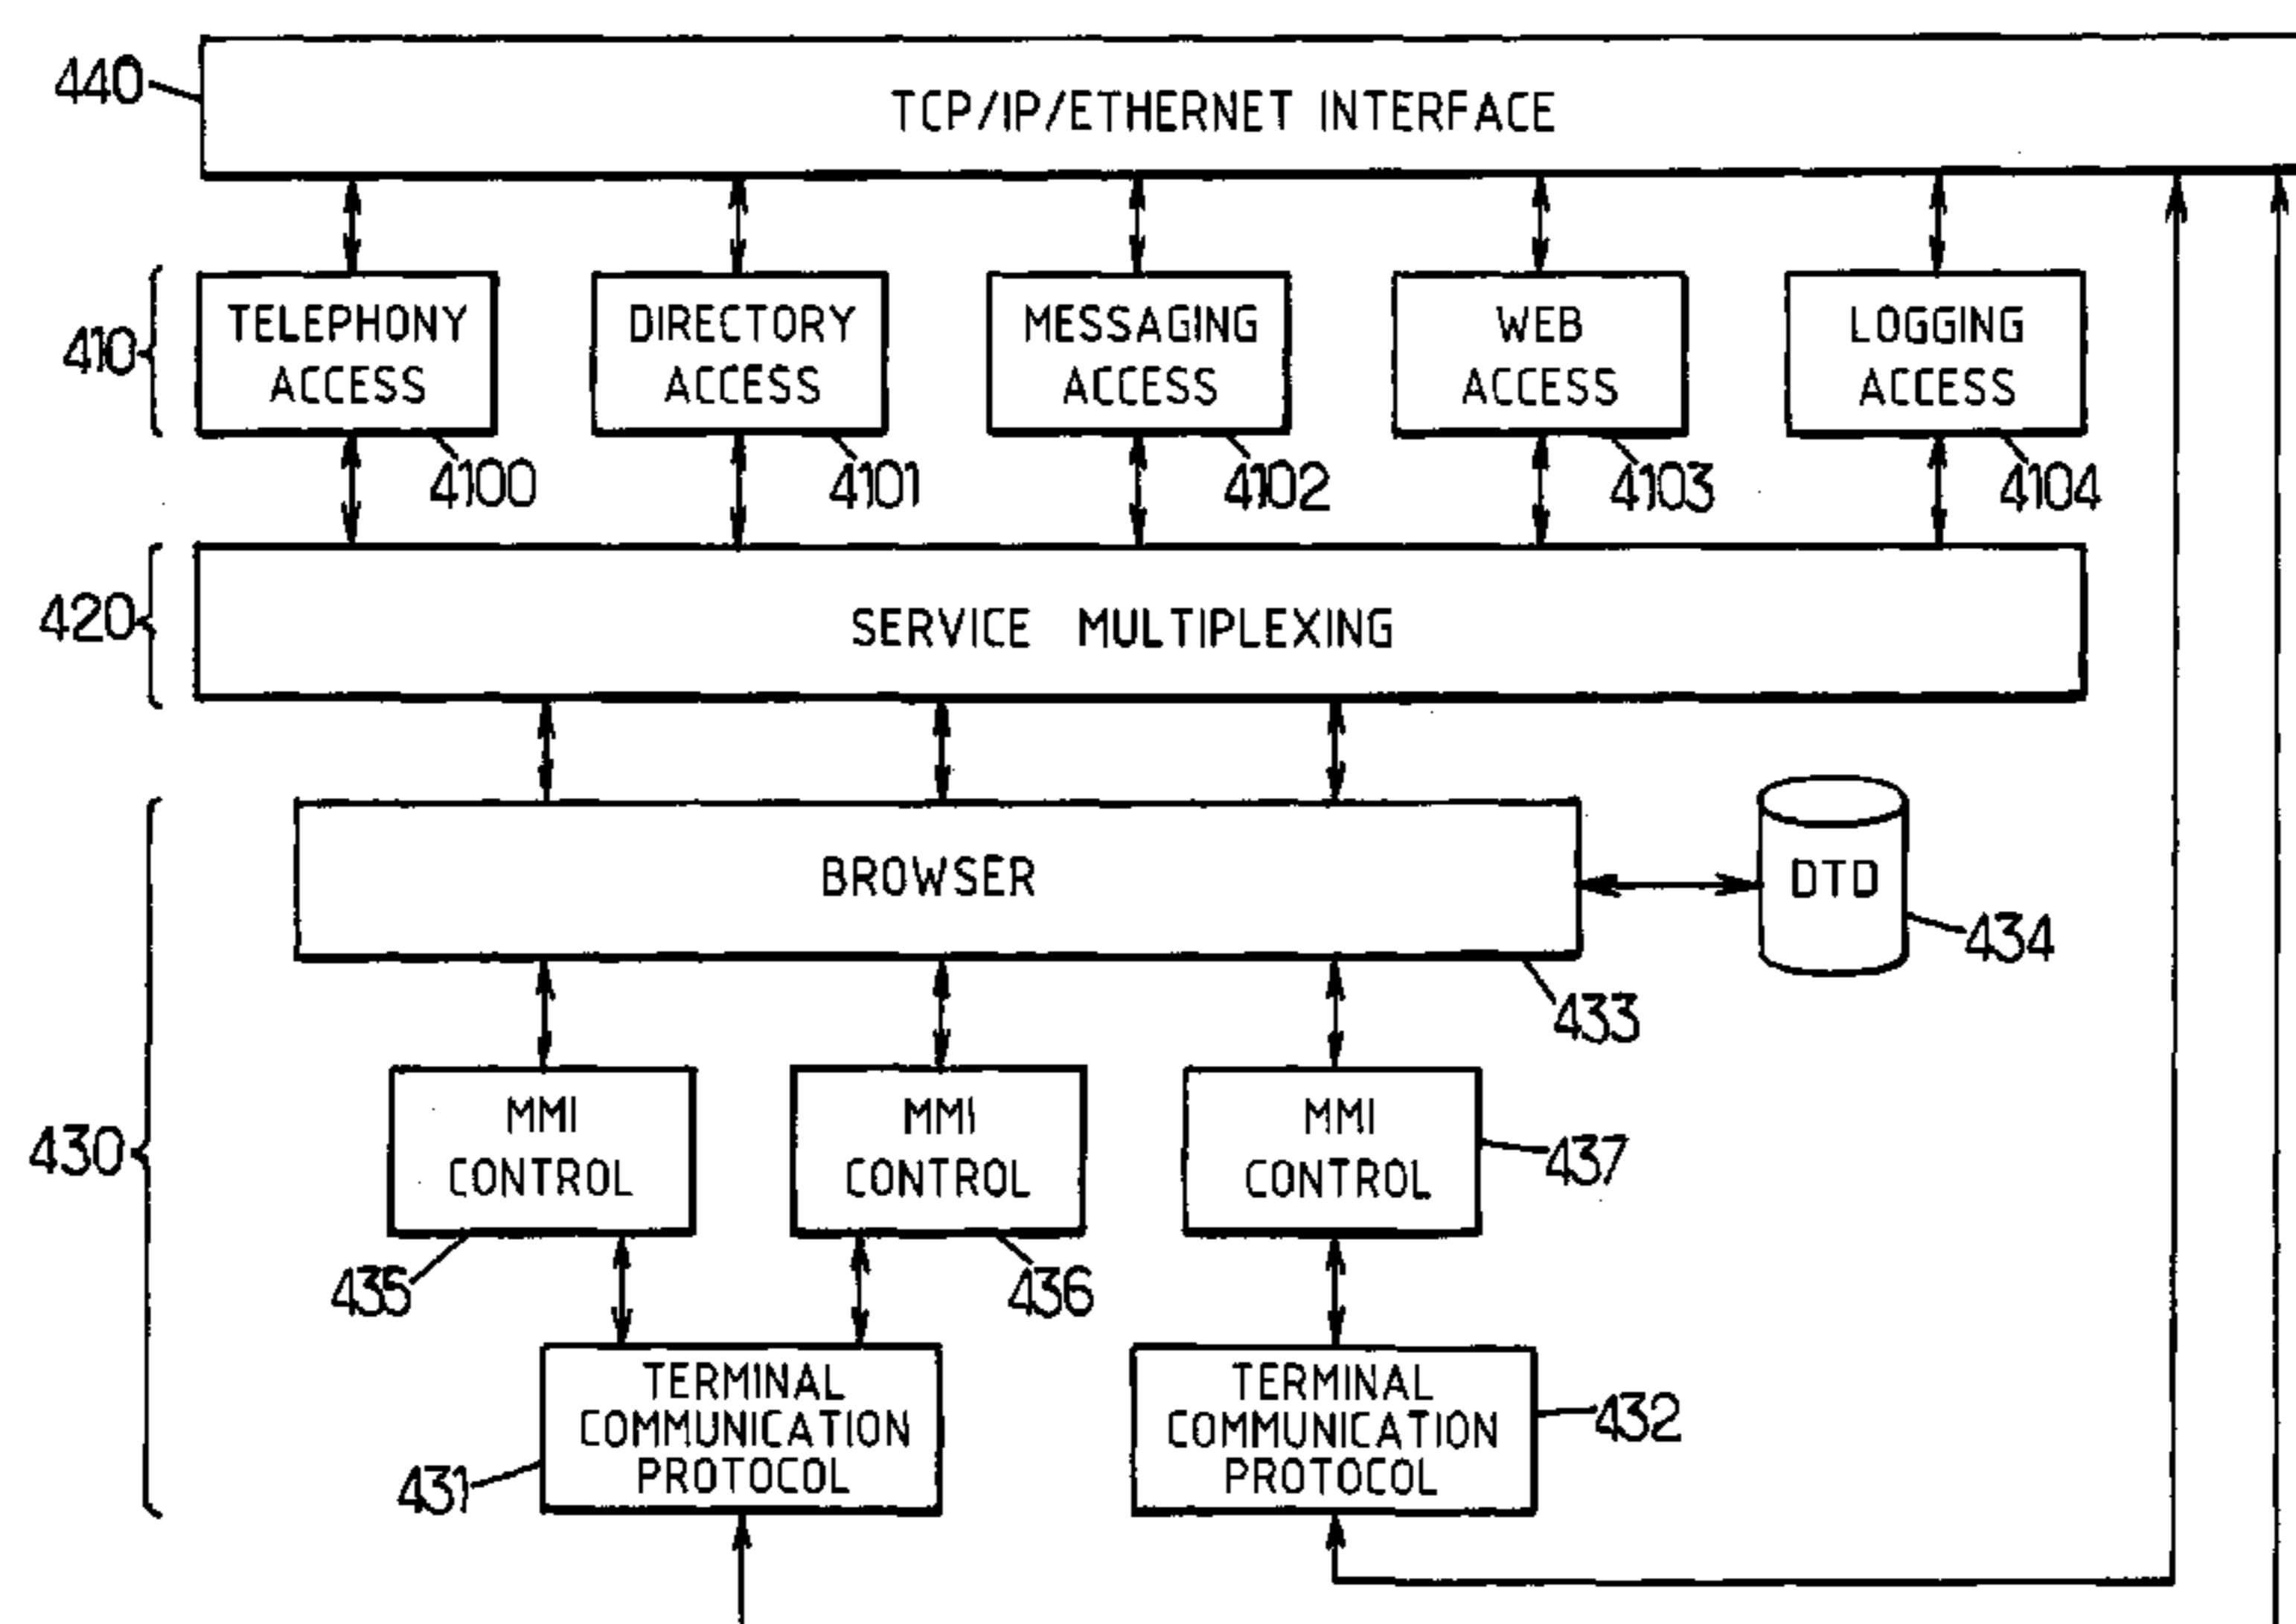 440
TCP/IP/ETHERNET INTERFACE
410
TELEPHONY
ACCESS
DIRECTORY
ACCESS
MESSAGING
ACCESS
WEB
ACCESS
LOGGING
ACCESS
4100
4101
4102
4103
4104
420
SERVICE MULTIPLEXING
BROWSER
DTD
434
433
430
MMI
CONTROL
MMI
CONTROL
MMI
CONTROL
437
435
436
TERMINAL
COMMUNICATION
PROTOCOL
431
TERMINAL
COMMUNICATION
PROTOCOL
432